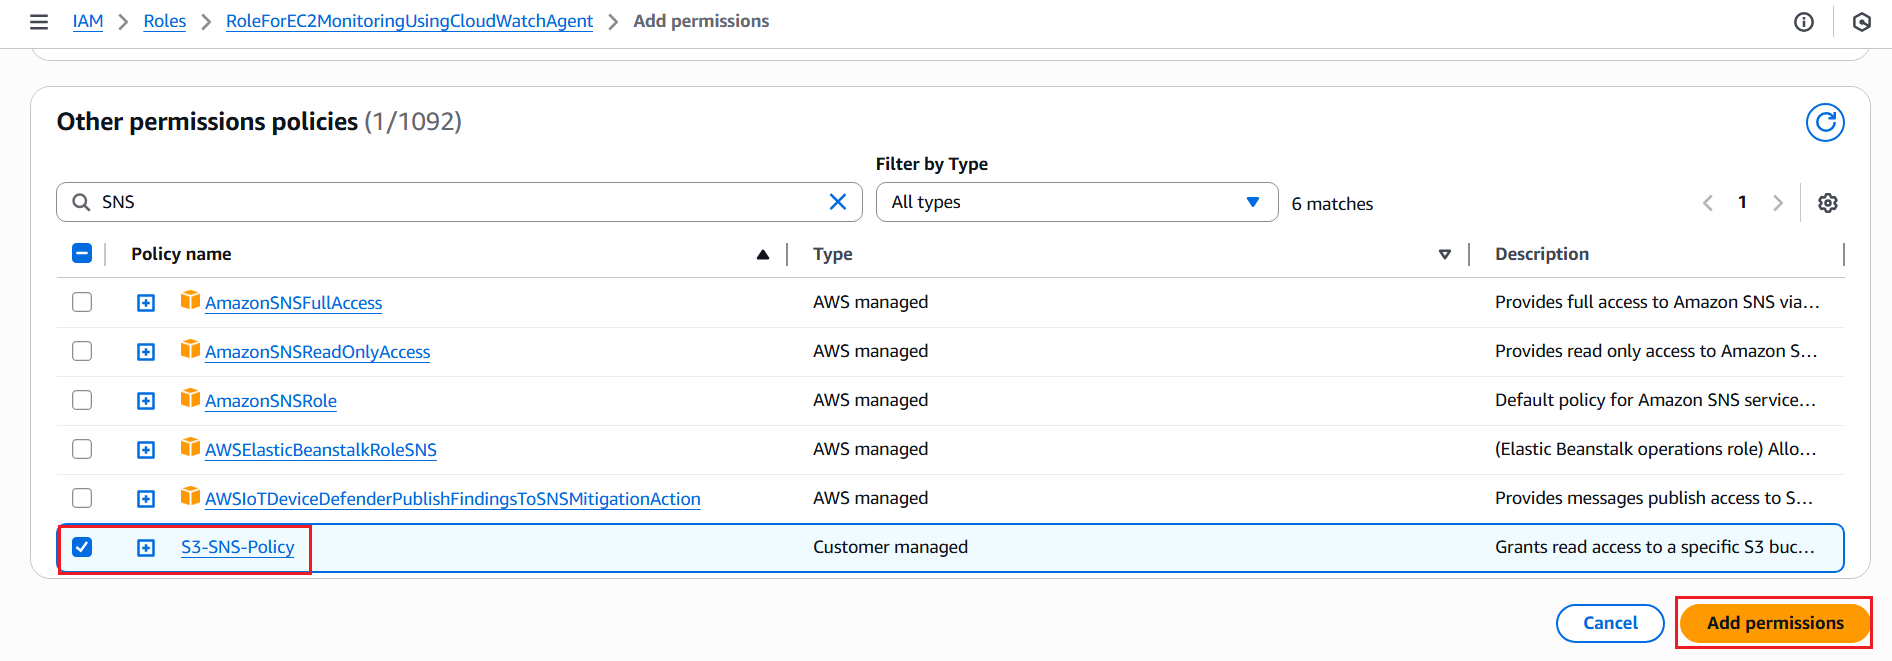 IAM > Roles > RoleForEC2MonitoringUsingCloudWatchAgent > Add permissions
Other permissions policies (1/1092)
Filter by Type
SNS All types 6 matches 1
Policy name Type Description
AmazonSNSFullAccess AWS managed Provides full access to Amazon SNS via...
AmazonSNSReadOnlyAccess AWS managed Provides read only access to Amazon S...
AmazonSNSRole AWS managed Default policy for Amazon SNS service...
AWSElasticBeanstalkRoleSNS AWS managed (Elastic Beanstalk operations role) Allo...
AWSIoTDeviceDefenderPublishFindingsToSNSMitigationAction AWS managed Provides messages publish access to S...
S3-SNS-Policy Customer managed Grants read access to a specific S3 buc...
Cancel Add permissions